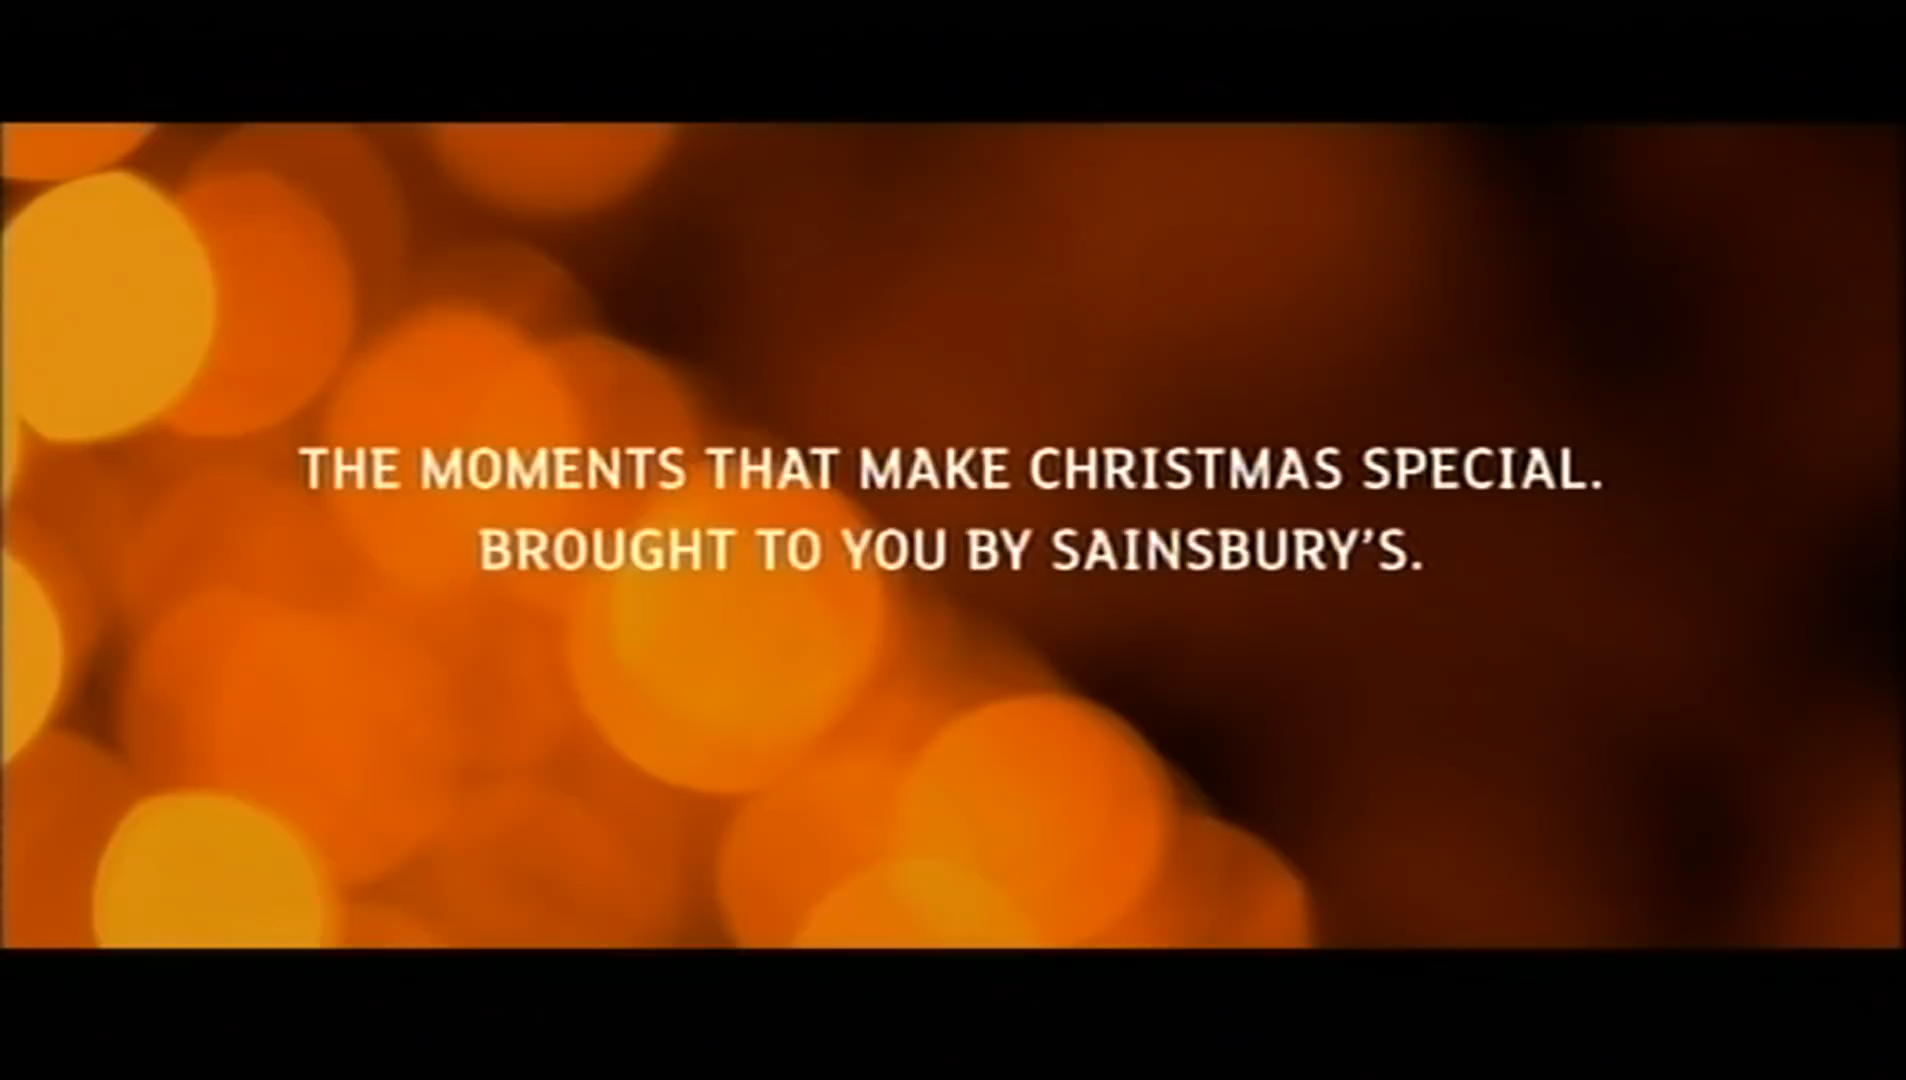 THE MOMENTS THAT MAKE CHRISTMAS SPECIAL.
BROUGHT TO YOU BY SAINSBURY’S.